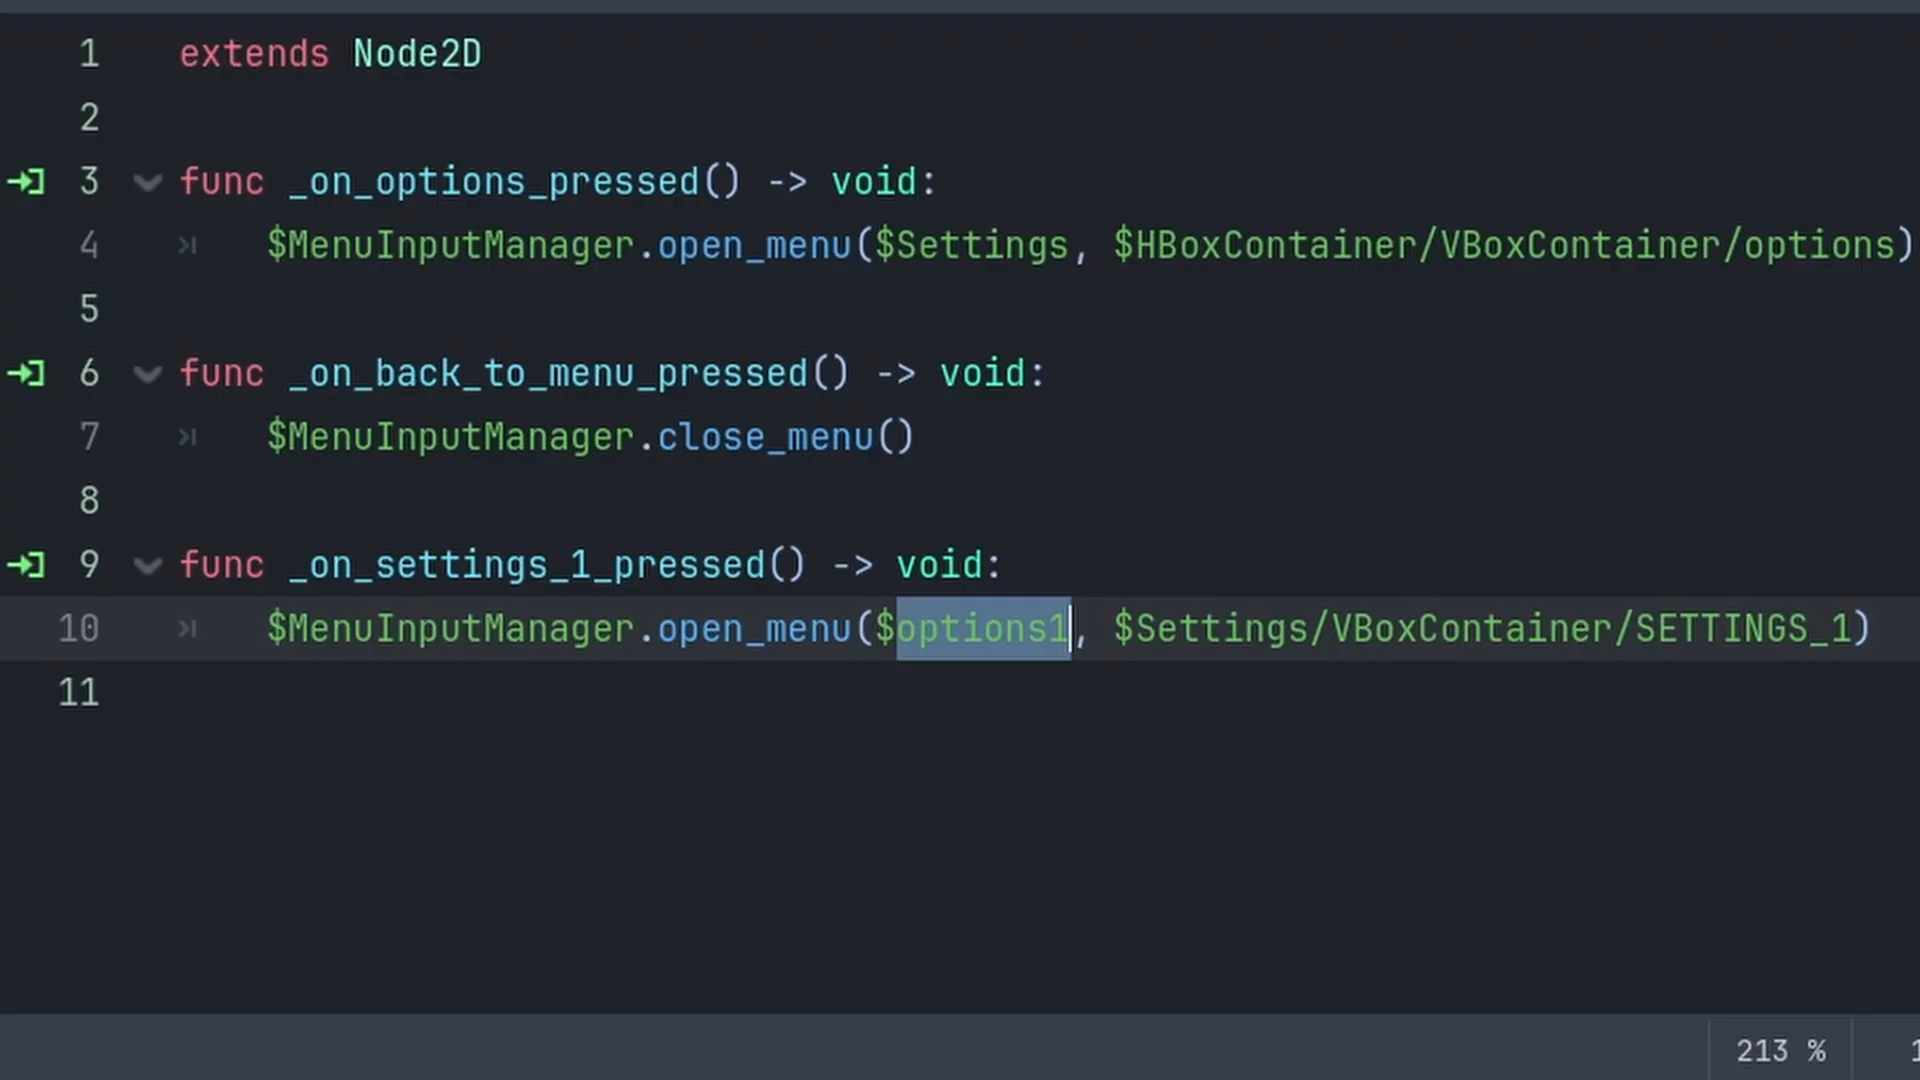 1 extends Node2D
2
3 func _on_options_pressed() -> void:
4 $MenuInputManager.open_menu($Settings, $HBoxContainer/VBoxContainer/options)
5
6 func _on_back_to_menu_pressed() -> void:
7 $MenuInputManager.close_menu()
8
9 func _on_settings_1_pressed() -> void:
10 $MenuInputManager.open_menu($options1, $Settings/VBoxContainer/SETTINGS_1)
11
213 %